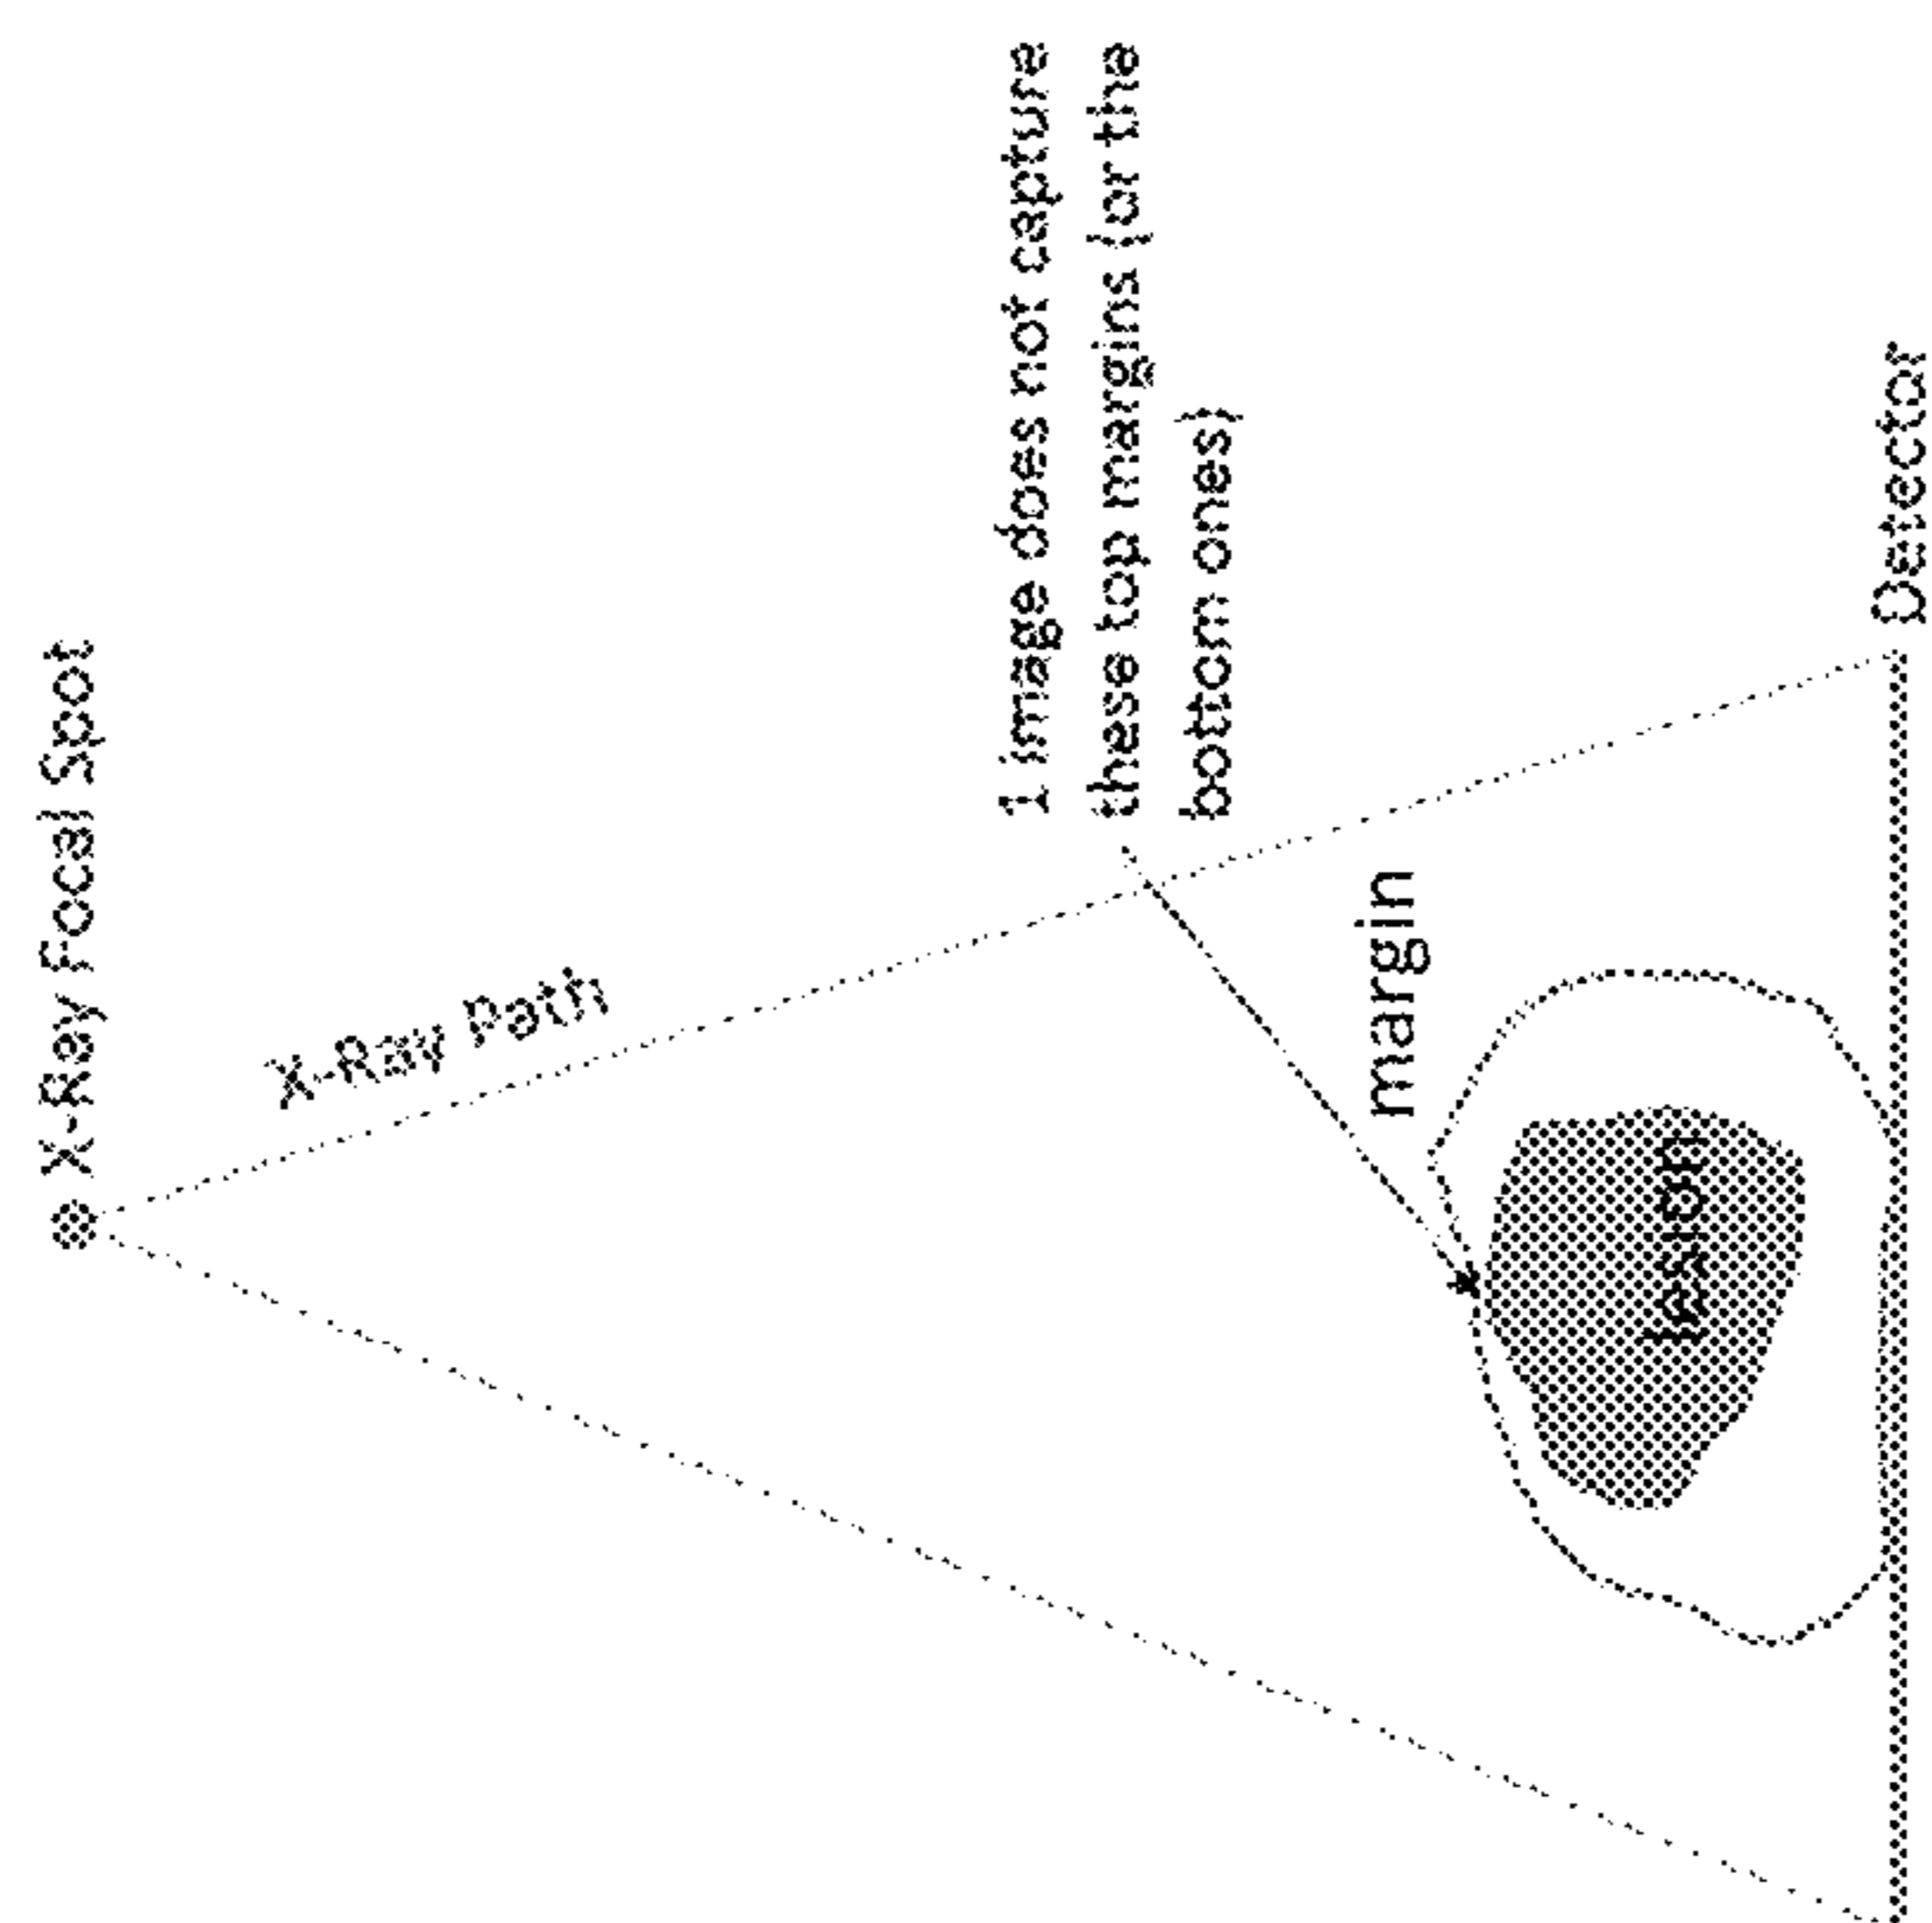 X-Ray Focal Spot
X-Ray Path
1 image does not capture
these top margins (or the
bottom ones)
margin
Lesion
Detector